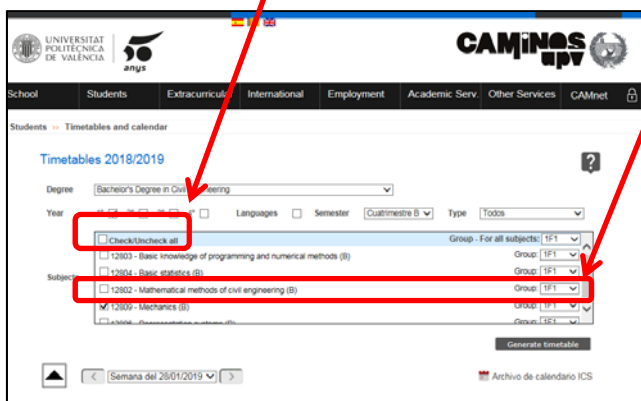 UNIVERSITAT
POLITÈCNICA
DE VALÈNCIA
50
anys
CAMiNOS
upv
School Students Extracurricular International Employment Academic Serv. Other Services CAMnet
Students » Timetables and calendar
Timetables 2018/2019 ?
Degree Bachelor's Degree in Civil Engineering
Year Languages Semester Cuatrimestre B Type Todos
Check/Uncheck all Group - For all subjects: 1F1
12803 - Basic knowledge of programming and numerical methods (B) Group: 1F1
12804 - Basic statistics (B) Group: 1F1
Subjects
12802 - Mathematical methods of civil engineering (B) Group: 1F1
12809 - Mechanics (B) Group: 1F1
Group: 1F1
Generate timetable
< Semana del 28/01/2019 > Archivo de calendario ICS